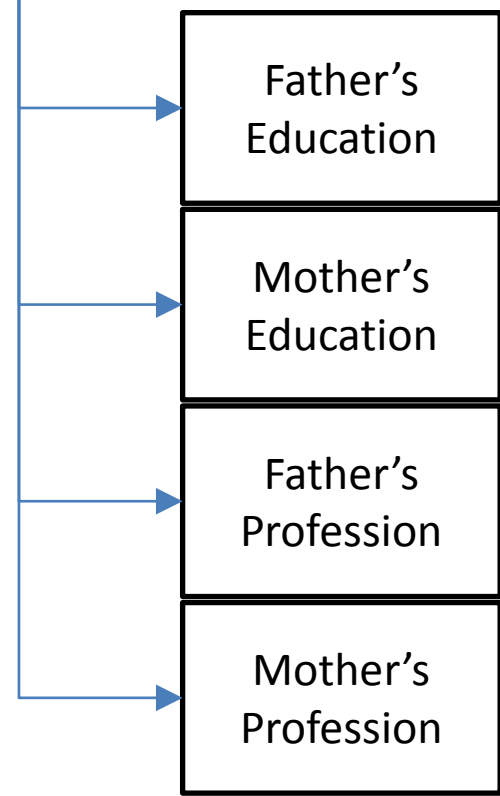 Father’s
Education
Mother’s
Education
Father’s
Profession
Mother’s
Profession